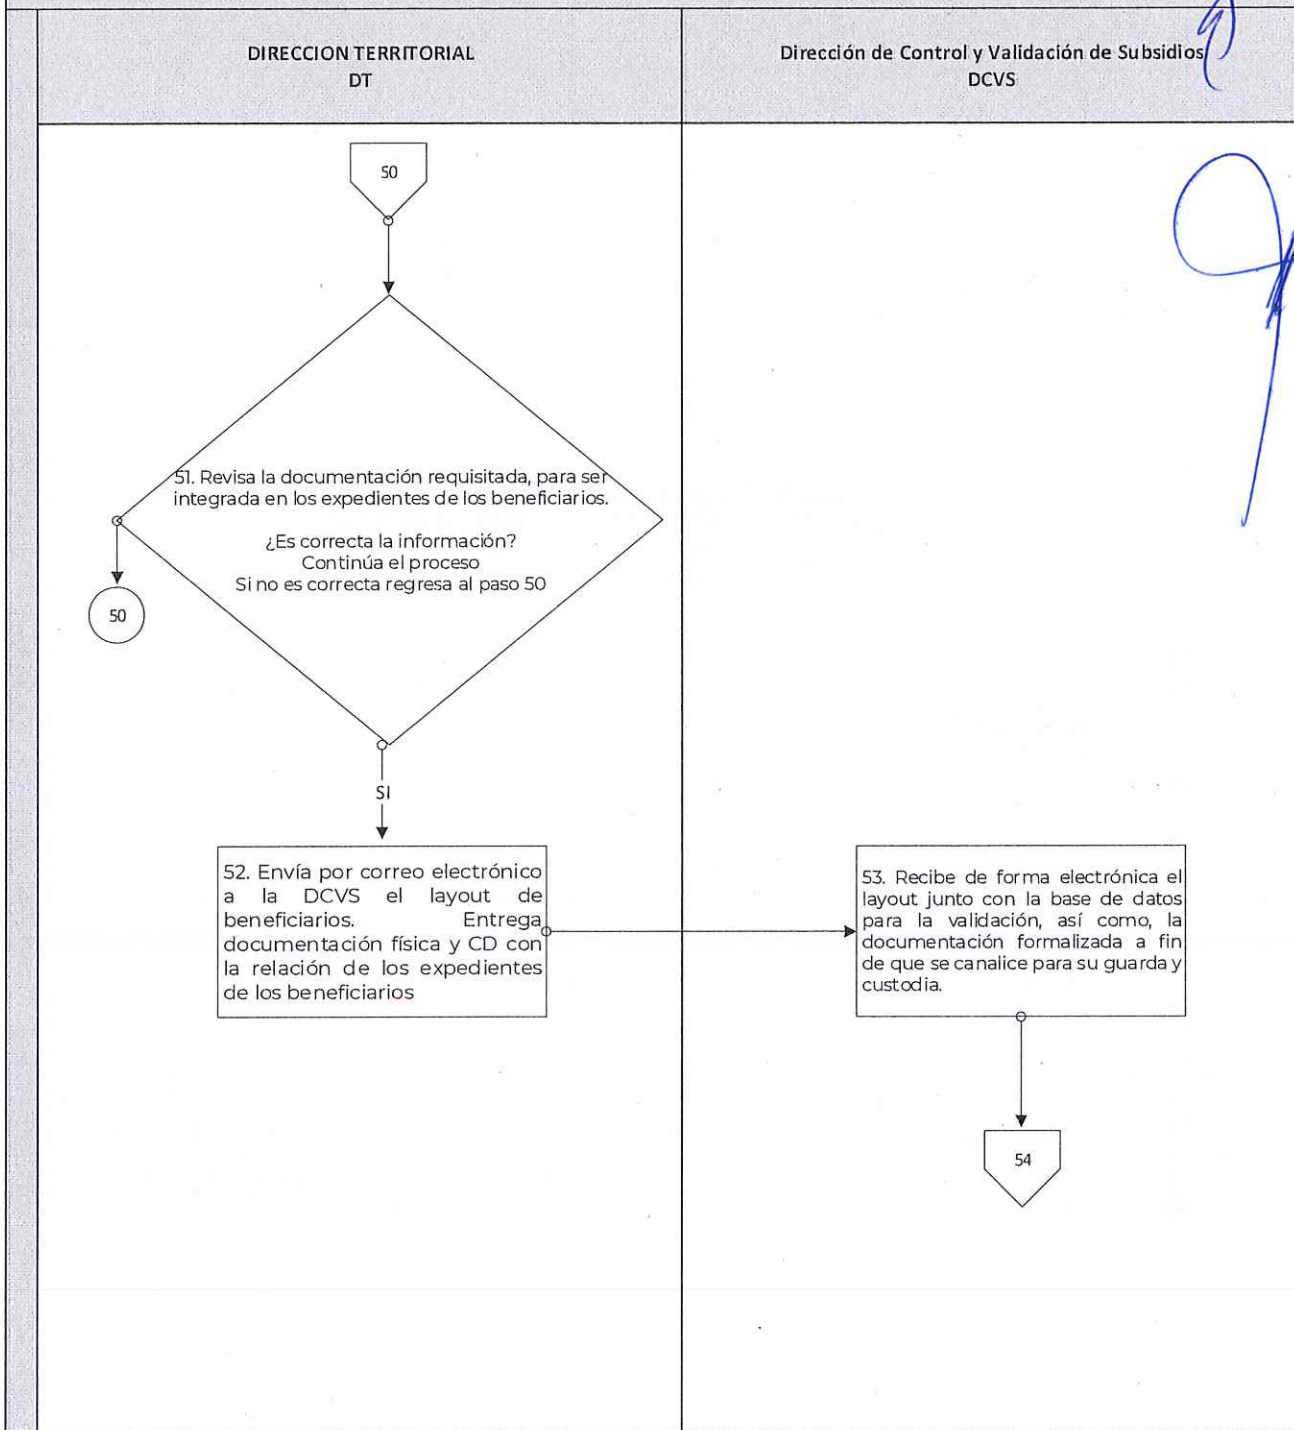 DIRECCION TERRITORIAL
DT
Dirección de Control y Validación de Subsidios
DCVS
50
51. Revisa la documentación requisitada, para ser
integrada en los expedientes de los beneficiarios.
¿Es correcta la información?
Continúa el proceso
Si no es correcta regresa al paso 50
50
SI
52. Envía por correo electrónico
a la DCVS el layout de
beneficiarios. Entrega
documentación física y CD con
la relación de los expedientes
de los beneficiarios
53. Recibe de forma electrónica el
layout junto con la base de datos
para la validación, así como, la
documentación formalizada a fin
de que se canalice para su guarda y
custodia.
54